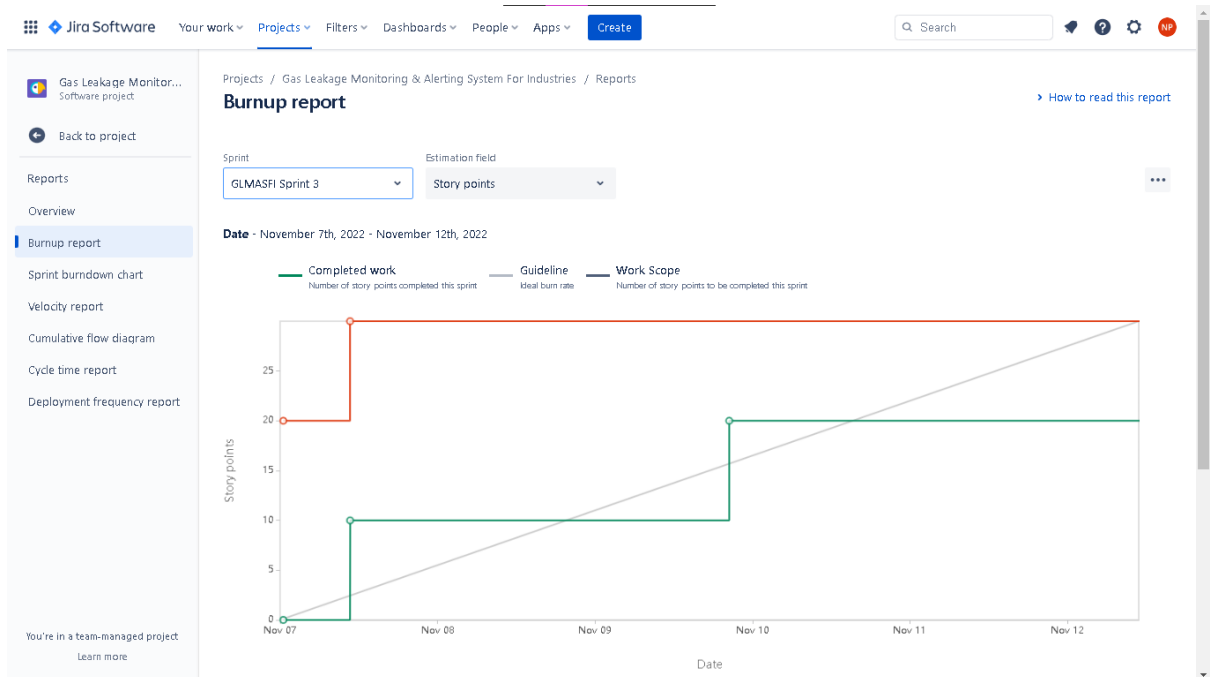 Jira Software Your work Projects Filters Dashboards People Apps Create Search NP
Gas Leakage Monitor...
Software project
Back to project
Reports
Overview
Burnup report
Sprint burndown chart
Velocity report
Cumulative flow diagram
Cycle time report
Deployment frequency report
You're in a team-managed project
Learn more
Projects / Gas Leakage Monitoring & Alerting System For Industries / Reports
Burnup report
How to read this report
Sprint Estimation field
GLMASFI Sprint 3 Story points
Date - November 7th, 2022 - November 12th, 2022
Completed work Guideline Work Scope
Number of story points completed this sprint Ideal burn rate Number of story points to be completed this sprint
25
20
15
10
5
0
Story points
Nov 07 Nov 08 Nov 09 Nov 10 Nov 11 Nov 12
Date